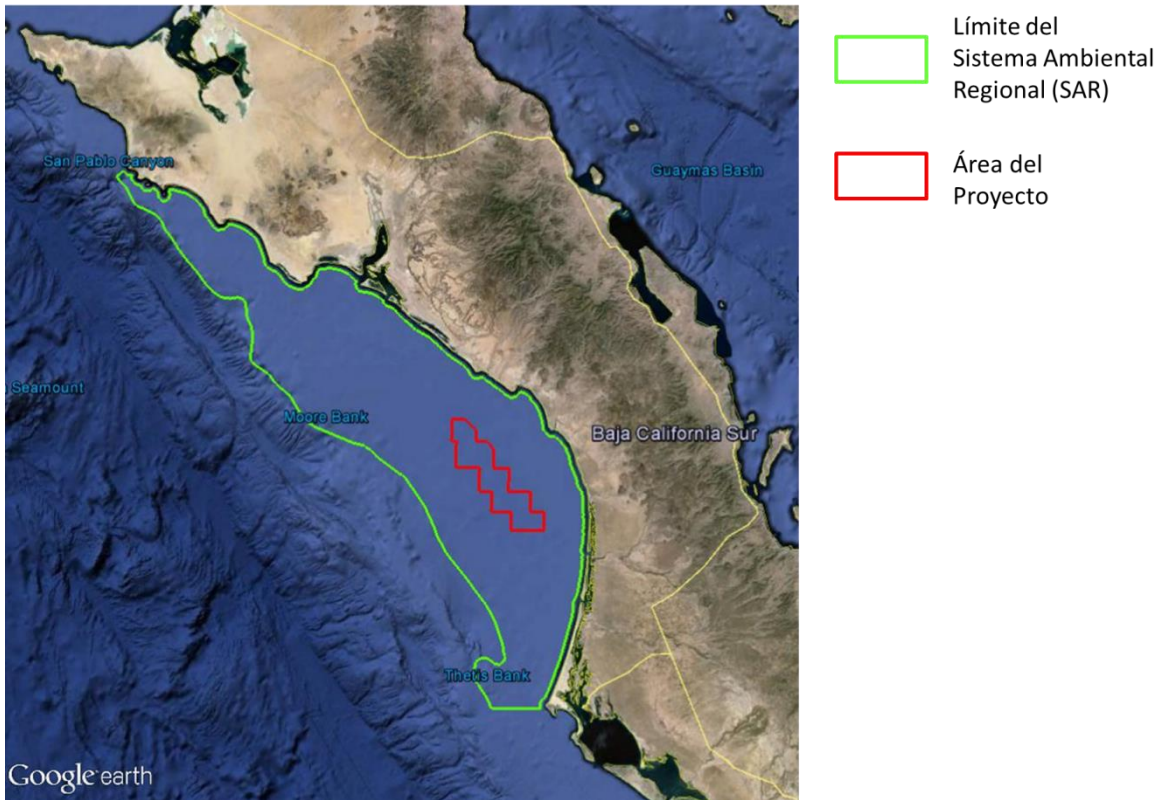 Límite del
Sistema Ambiental
Regional (SAR)
Área del
Proyecto
San Pablo Canyon
Guaymas Basin
Seamount
Moore Bank
Baja California Sur
Thetis Bank
Google earth